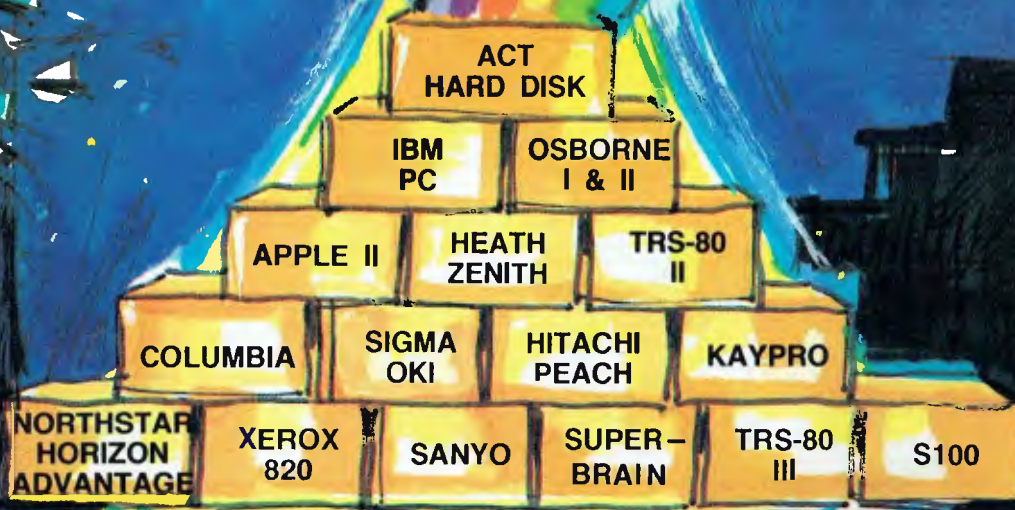 ACT
HARD DISK
IBM
PC
OSBORNE
I & II
APPLE II
HEATH
ZENITH
TRS-80
II
COLUMBIA
SIGMA
OKI
HITACHI
PEACH
KAYPRO
NORTHSTAR
HORIZON
ADVANTAGE
XEROX
820
SANYO
SUPER–
BRAIN
TRS-80
III
S100